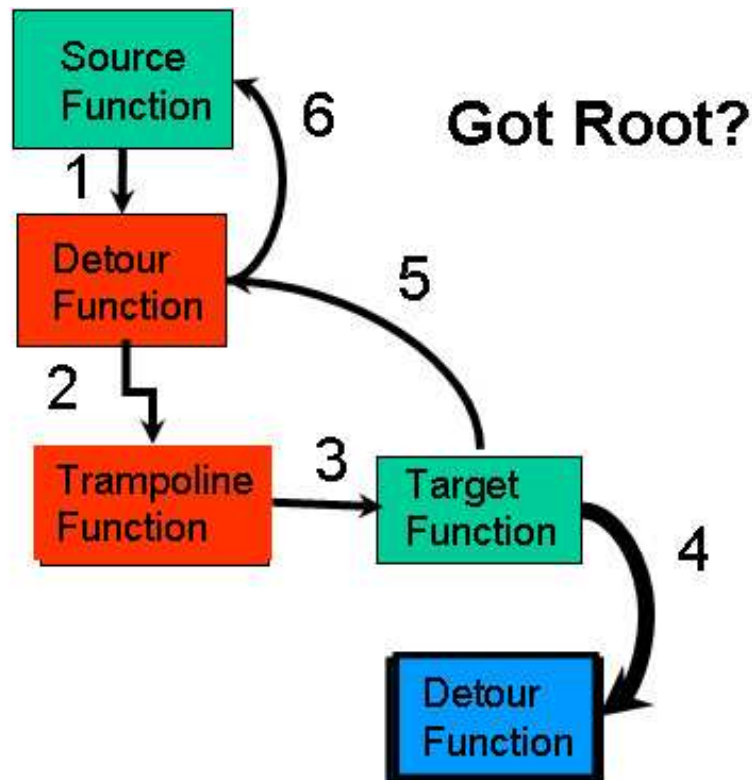 Source
Function
6
Got Root?
1
Detour
Function
5
2
Trampoline
Function
3
Target
Function
4
Detour
Function